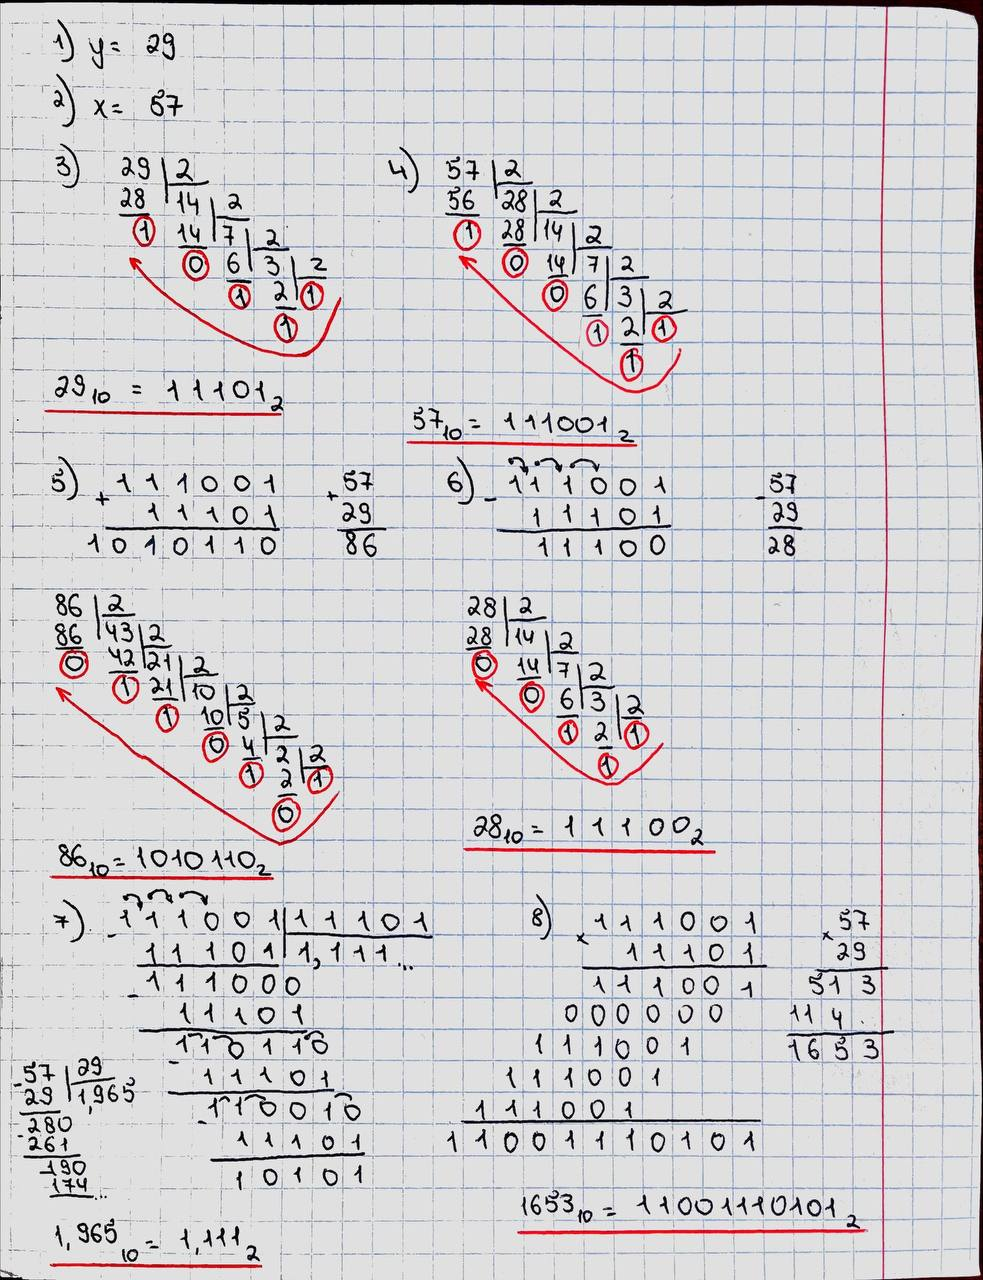 1) y = 29
2) x = 57
3) 29 | 2
28 14 | 2
1 14 7 | 2
0 6 3 | 2
1 2 1
1
29₁₀ = 11101₂
4) 57 | 2
56 28 | 2
1 28 14 | 2
0 14 7 | 2
0 6 3 | 2
1 2 1
1
57₁₀ = 111001₂
5) + 111001
11101
1010110
+ 57
29
86
6) - 111001
11101
11100
- 57
29
28
86 | 2
86 43 | 2
0 42 21 | 2
1 21 10 | 2
1 10 5 | 2
0 4 2 | 2
1 2 1
0
86₁₀ = 1010110₂
28 | 2
28 14 | 2
0 14 7 | 2
0 6 3 | 2
1 2 1
1
28₁₀ = 11100₂
7) - 111001 | 11101
11101 1,111...
- 111000
11101
- 110110
11101
- 110010
11101
10101
- 57 | 29
29 1,965
- 280
261
- 190
174 ...
1,965₁₀ = 1,111₂
8) × 111001
11101
111001
000000
111001
111001
111001
11001110101
× 57
29
513
114
1653
1653₁₀ = 11001110101₂